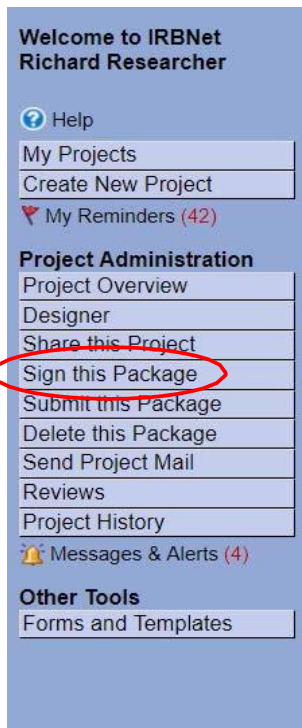 Welcome to IRBNet
Richard Researcher
Help
My Projects
Create New Project
My Reminders (42)
Project Administration
Project Overview
Designer
Share this Project
Sign this Package
Submit this Package
Delete this Package
Send Project Mail
Reviews
Project History
Messages & Alerts (4)
Other Tools
Forms and Templates